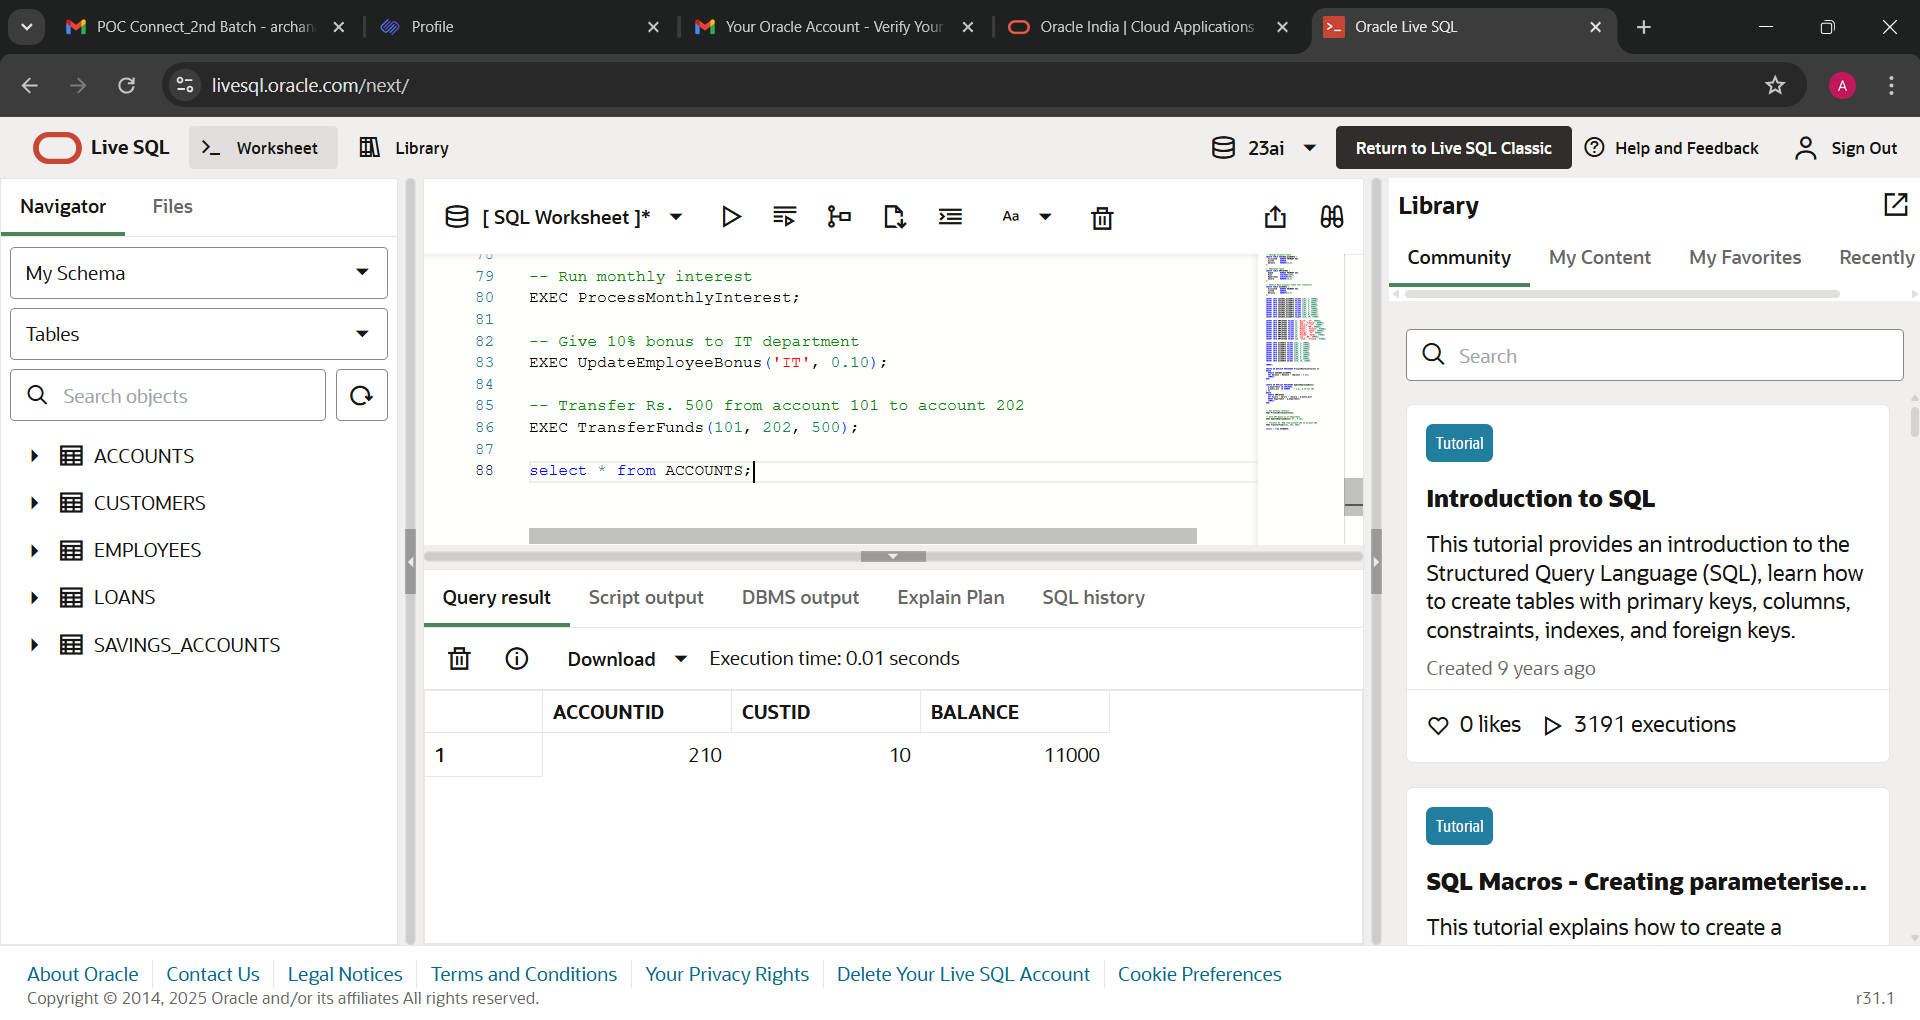 POC Connect_2nd Batch - archan
Profile
Your Oracle Account - Verify Your
Oracle India | Cloud Applications
Oracle Live SQL
livesql.oracle.com/next/
A
Live SQL
Worksheet
Library
23ai
Return to Live SQL Classic
Help and Feedback
Sign Out
Navigator
Files
My Schema
Tables
Search objects
ACCOUNTS
CUSTOMERS
EMPLOYEES
LOANS
SAVINGS_ACCOUNTS
[ SQL Worksheet ]*
Aa
78
79 -- Run monthly interest
80 EXEC ProcessMonthlyInterest;
81
82 -- Give 10% bonus to IT department
83 EXEC UpdateEmployeeBonus('IT', 0.10);
84
85 -- Transfer Rs. 500 from account 101 to account 202
86 EXEC TransferFunds(101, 202, 500);
87
88 select * from ACCOUNTS;
Query result
Script output
DBMS output
Explain Plan
SQL history
Download
Execution time: 0.01 seconds
ACCOUNTID CUSTID BALANCE
1 210 10 11000
Library
Community
My Content
My Favorites
Recently
Search
Tutorial
Introduction to SQL
This tutorial provides an introduction to the
Structured Query Language (SQL), learn how
to create tables with primary keys, columns,
constraints, indexes, and foreign keys.
Created 9 years ago
0 likes
3191 executions
Tutorial
SQL Macros - Creating parameterise...
This tutorial explains how to create a
About Oracle
Contact Us
Legal Notices
Terms and Conditions
Your Privacy Rights
Delete Your Live SQL Account
Cookie Preferences
Copyright © 2014, 2025 Oracle and/or its affiliates All rights reserved.
r31.1